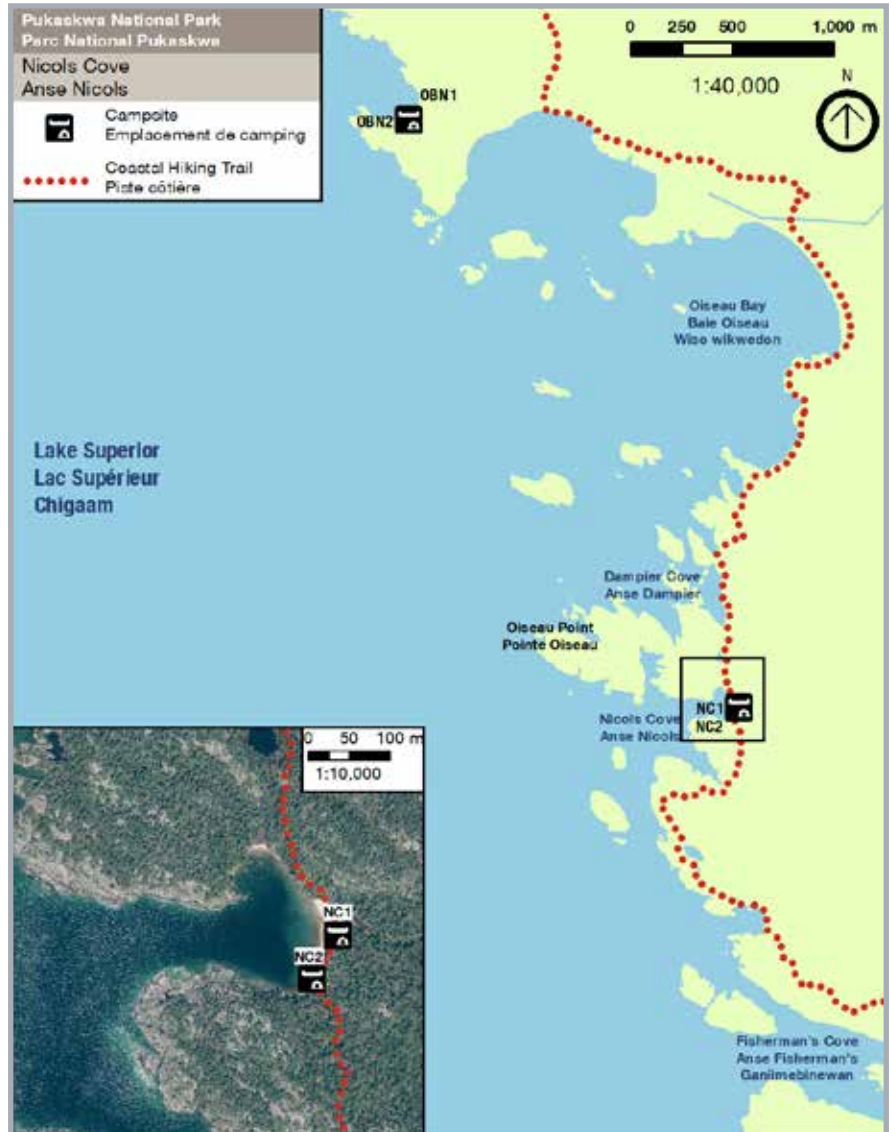 Pukaskwa National Park
Parc National Pukaskwa
Nicols Cove
Anse Nicols
Campsite
Emplacement de camping
Coastal Hiking Trail
Piste côtière
0 250 500 1,000 m
1:40,000
N
OBN1
OBN2
Oiseau Bay
Baie Oiseau
Wiso wikwedon
Lake Superior
Lac Supérieur
Chigaam
Dampier Cove
Anse Dampier
Oiseau Point
Pointe Oiseau
NC1
NC2
Nicols Cove
Anse Nicols
0 50 100 m
1:10,000
NC1
NC2
Fisherman's Cove
Anse Fisherman's
Ganiimebinewan